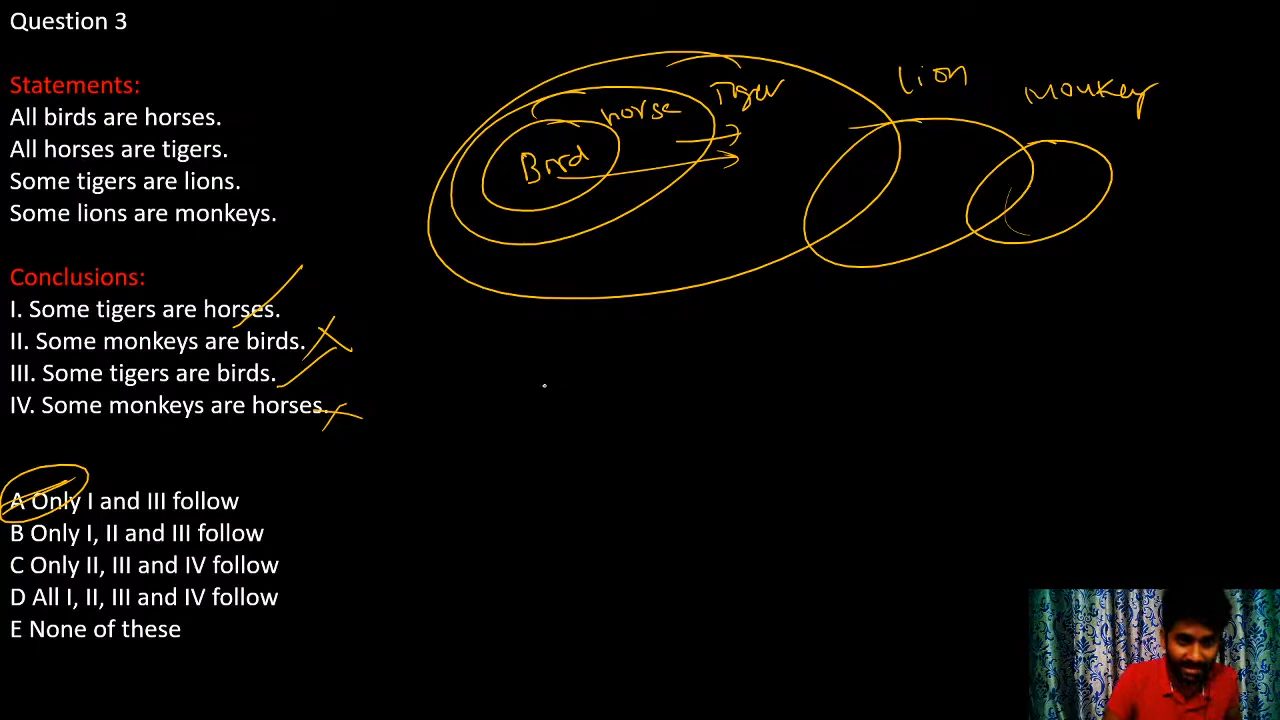 Question 3
Statements:
All birds are horses.
All horses are tigers.
Some tigers are lions.
Some lions are monkeys.
Conclusions:
I. Some tigers are horses.
II. Some monkeys are birds.
III. Some tigers are birds.
IV. Some monkeys are horses.
A Only I and III follow
B Only I, II and III follow
C Only II, III and IV follow
D All I, II, III and IV follow
E None of these
Bird
horse
Tiger
lion
monkey